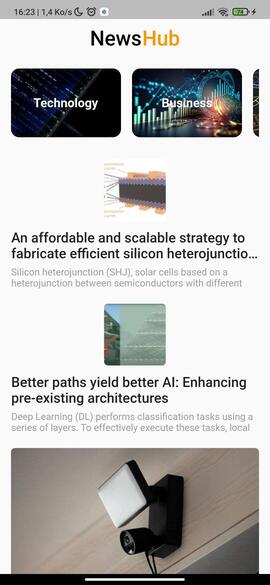 16:23 | 1,4 Ko/s
74
NewsHub
Technology
Business
An affordable and scalable strategy to
fabricate efficient silicon heterojunctio...
Silicon heterojunction (SHJ), solar cells based on a
heterojunction between semiconductors with different
Better paths yield better AI: Enhancing
pre-existing architectures
Deep Learning (DL) performs classification tasks using a
series of layers. To effectively execute these tasks, local